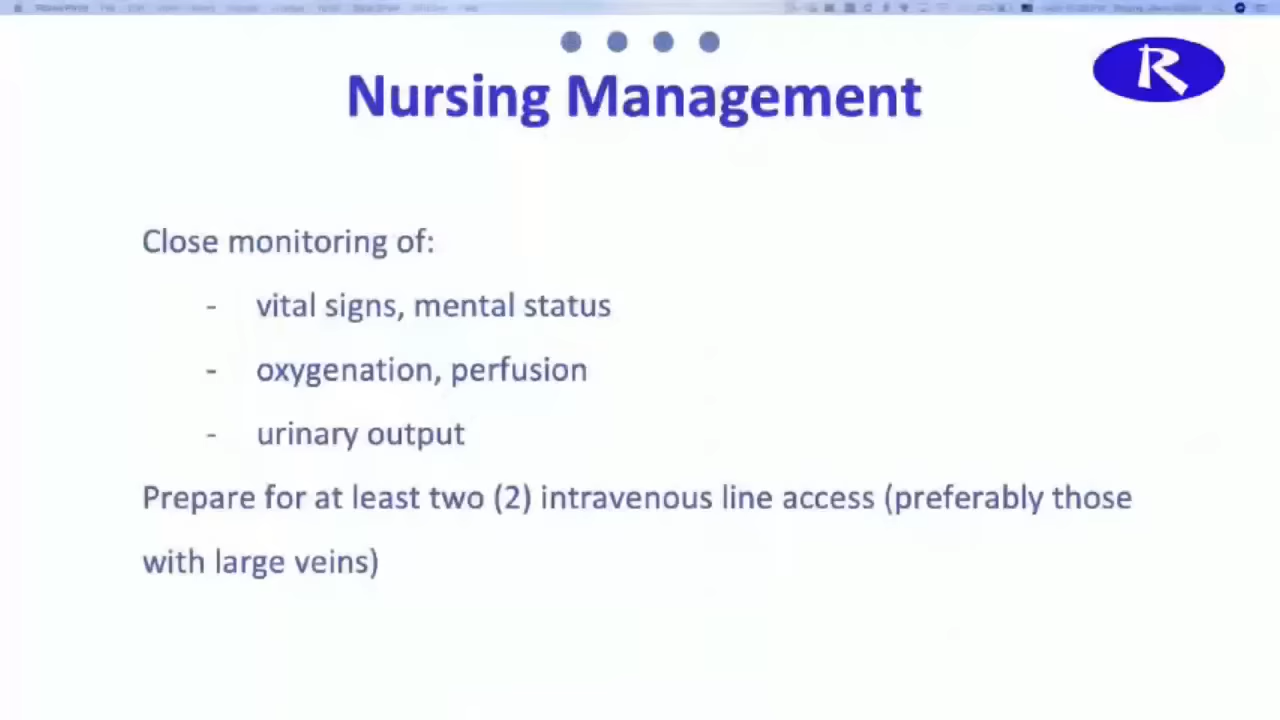 Nursing Management
R
Close monitoring of:
- vital signs, mental status
- oxygenation, perfusion
- urinary output
Prepare for at least two (2) intravenous line access (preferably those
with large veins)